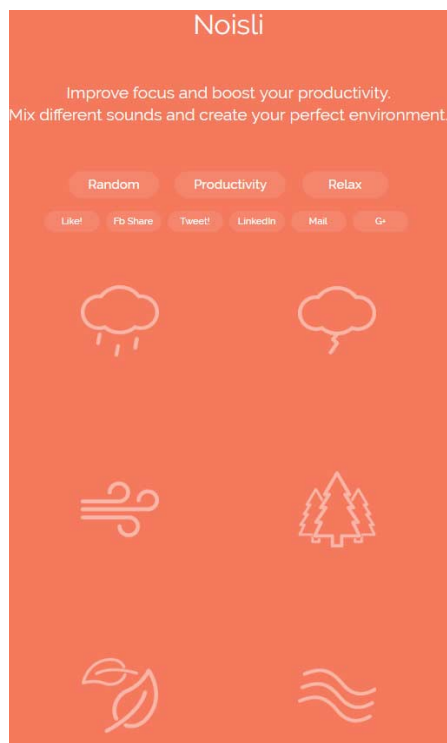 Noisli
Improve focus and boost your productivity.
Mix different sounds and create your perfect environment.
Random Productivity Relax
Like! Fb Share Tweet! LinkedIn Mail G+